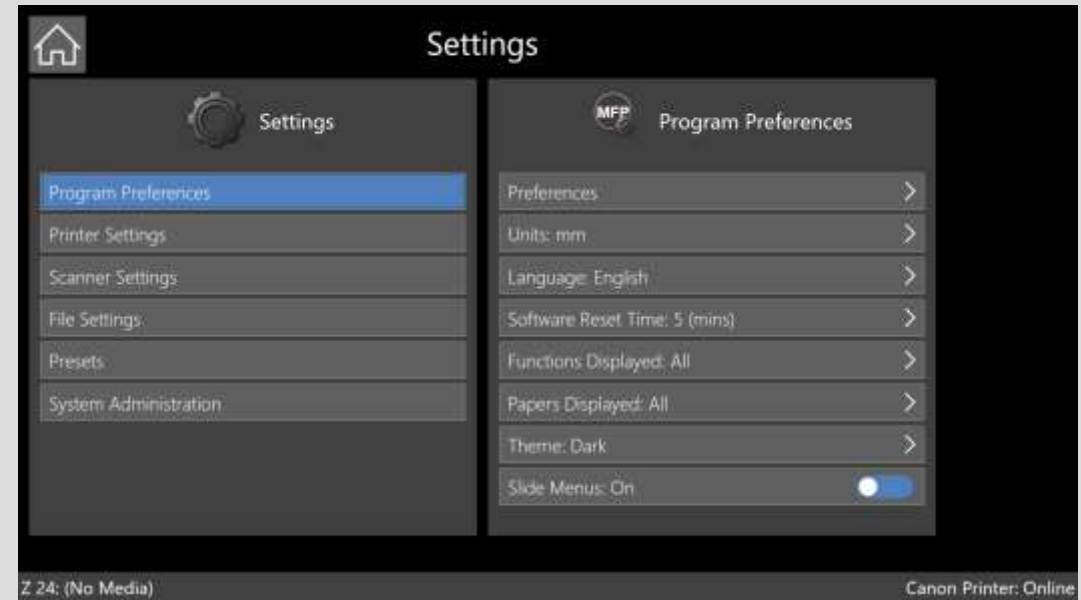 Settings
Settings
Program Preferences
Printer Settings
Scanner Settings
File Settings
Presets
System Administration
MFP
Program Preferences
Preferences
Units: mm
Language: English
Software Reset Time: 5 (mins)
Functions Displayed: All
Papers Displayed: All
Theme: Dark
Slide Menus: On
Z 24: (No Media)
Canon Printer: Online